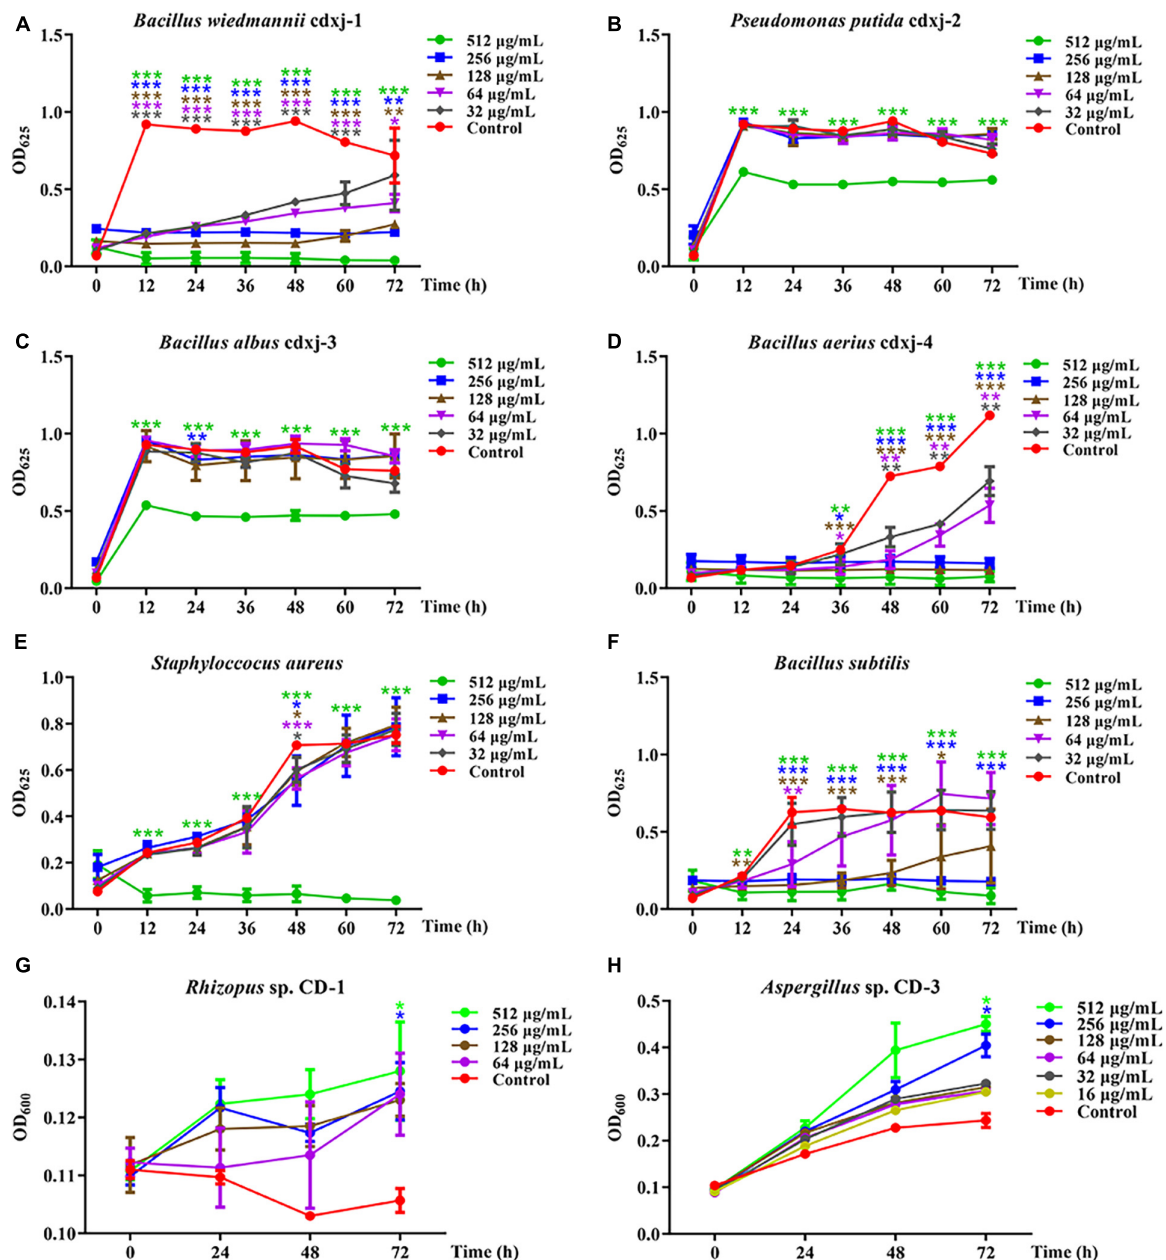 A
Bacillus wiedmannii cdxj-1
1.5
1.0
0.5
0.0
OD625
0 12 24 36 48 60 72 Time (h)
*** *** *** *** *** *** ***
*** *** *** *** *** **
*** *** *** *** *** **
*** *** *** *** *** *
*** *** *** *** ***
512 µg/mL
256 µg/mL
128 µg/mL
64 µg/mL
32 µg/mL
Control
B
Pseudomonas putida cdxj-2
1.5
1.0
0.5
0.0
OD625
0 12 24 36 48 60 72 Time (h)
*** *** *** *** *** ***
512 µg/mL
256 µg/mL
128 µg/mL
64 µg/mL
32 µg/mL
Control
C
Bacillus albus cdxj-3
1.5
1.0
0.5
0.0
OD625
0 12 24 36 48 60 72 Time (h)
*** *** *** *** *** ***
**
512 µg/mL
256 µg/mL
128 µg/mL
64 µg/mL
32 µg/mL
Control
D
Bacillus aerius cdxj-4
1.5
1.0
0.5
0.0
OD625
0 12 24 36 48 60 72 Time (h)
** *** *** ***
* *** *** ***
*** *** *** ***
* ** ** **
** ** **
512 µg/mL
256 µg/mL
128 µg/mL
64 µg/mL
32 µg/mL
Control
E
Staphyloccocus aureus
1.0
0.8
0.6
0.4
0.2
0.0
OD625
0 12 24 36 48 60 72 Time (h)
*** *** *** *** *** ***
*
*
***
*
512 µg/mL
256 µg/mL
128 µg/mL
64 µg/mL
32 µg/mL
Control
F
Bacillus subtilis
1.5
1.0
0.5
0.0
OD625
0 12 24 36 48 60 72 Time (h)
** *** *** *** *** ***
** *** *** *** *** ***
*** *** *** *
**
512 µg/mL
256 µg/mL
128 µg/mL
64 µg/mL
32 µg/mL
Control
G
Rhizopus sp. CD-1
0.14
0.13
0.12
0.11
0.10
OD600
0 24 48 72 Time (h)
*
*
512 µg/mL
256 µg/mL
128 µg/mL
64 µg/mL
Control
H
Aspergillus sp. CD-3
0.5
0.4
0.3
0.2
0.1
0.0
OD600
0 24 48 72 Time (h)
*
*
512 µg/mL
256 µg/mL
128 µg/mL
64 µg/mL
32 µg/mL
16 µg/mL
Control